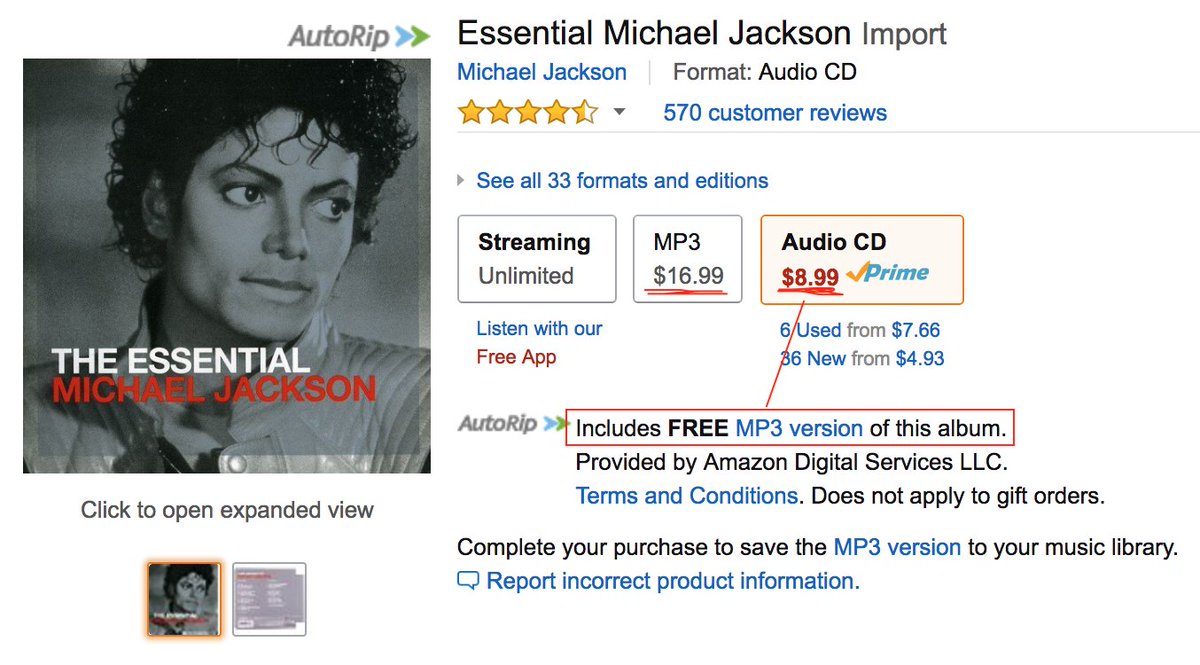 AutoRip
Essential Michael Jackson Import
Michael Jackson Format: Audio CD
570 customer reviews
See all 33 formats and editions
Streaming
Unlimited
MP3
$16.99
Audio CD
$8.99 Prime
Listen with our
Free App
6 Used from $7.66
36 New from $4.93
THE ESSENTIAL
MICHAEL JACKSON
AutoRip Includes FREE MP3 version of this album.
Provided by Amazon Digital Services LLC.
Terms and Conditions. Does not apply to gift orders.
Click to open expanded view
Complete your purchase to save the MP3 version to your music library.
Report incorrect product information.
THE ESSENTIAL